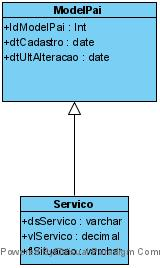 ModelPai
+IdModelPai : Int
+dtCadastro : date
+dtUltAlteracao : date
Servico
+dsServico : varchar
+vlServico : decimal
+flSituacao : varchar